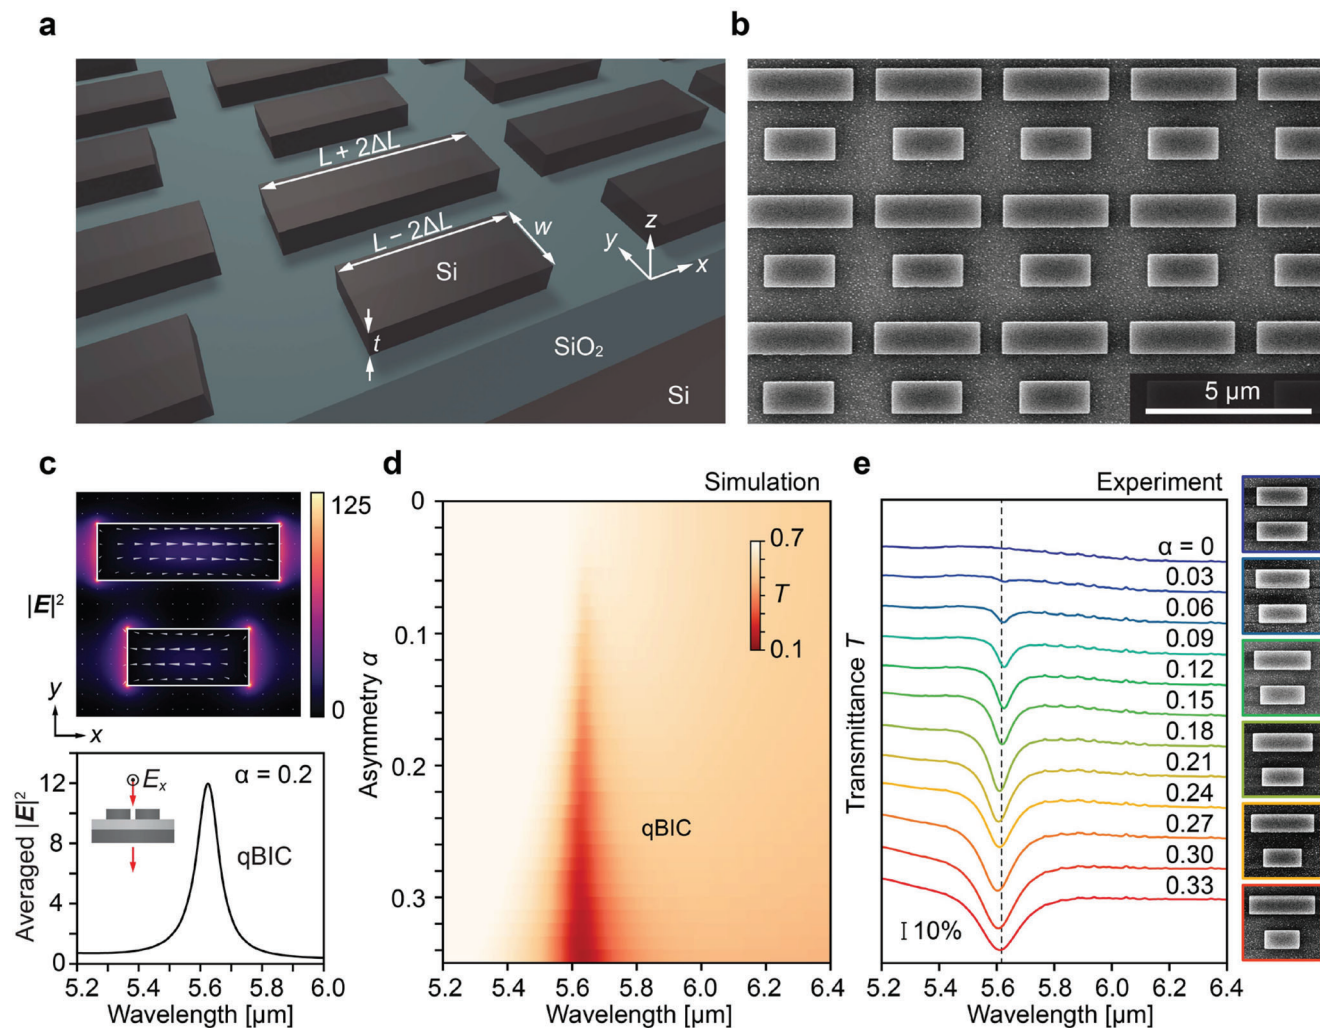 a
L + 2ΔL
L − 2ΔL
w
Si
t
z
y
x
SiO₂
Si
b
5 µm
c
125
|E|²
0
y
x
12
8
4
0
Averaged |E|²
α = 0.2
Eₓ
qBIC
5.2 5.4 5.6 5.8 6.0
Wavelength [µm]
d
Simulation
0
0.1
0.2
0.3
Asymmetry α
0.7
T
0.1
qBIC
5.2 5.4 5.6 5.8 6.0 6.2 6.4
Wavelength [µm]
e
Experiment
α = 0
0.03
0.06
0.09
0.12
0.15
0.18
0.21
0.24
0.27
0.30
0.33
Transmittance T
10%
5.2 5.4 5.6 5.8 6.0 6.2 6.4
Wavelength [µm]